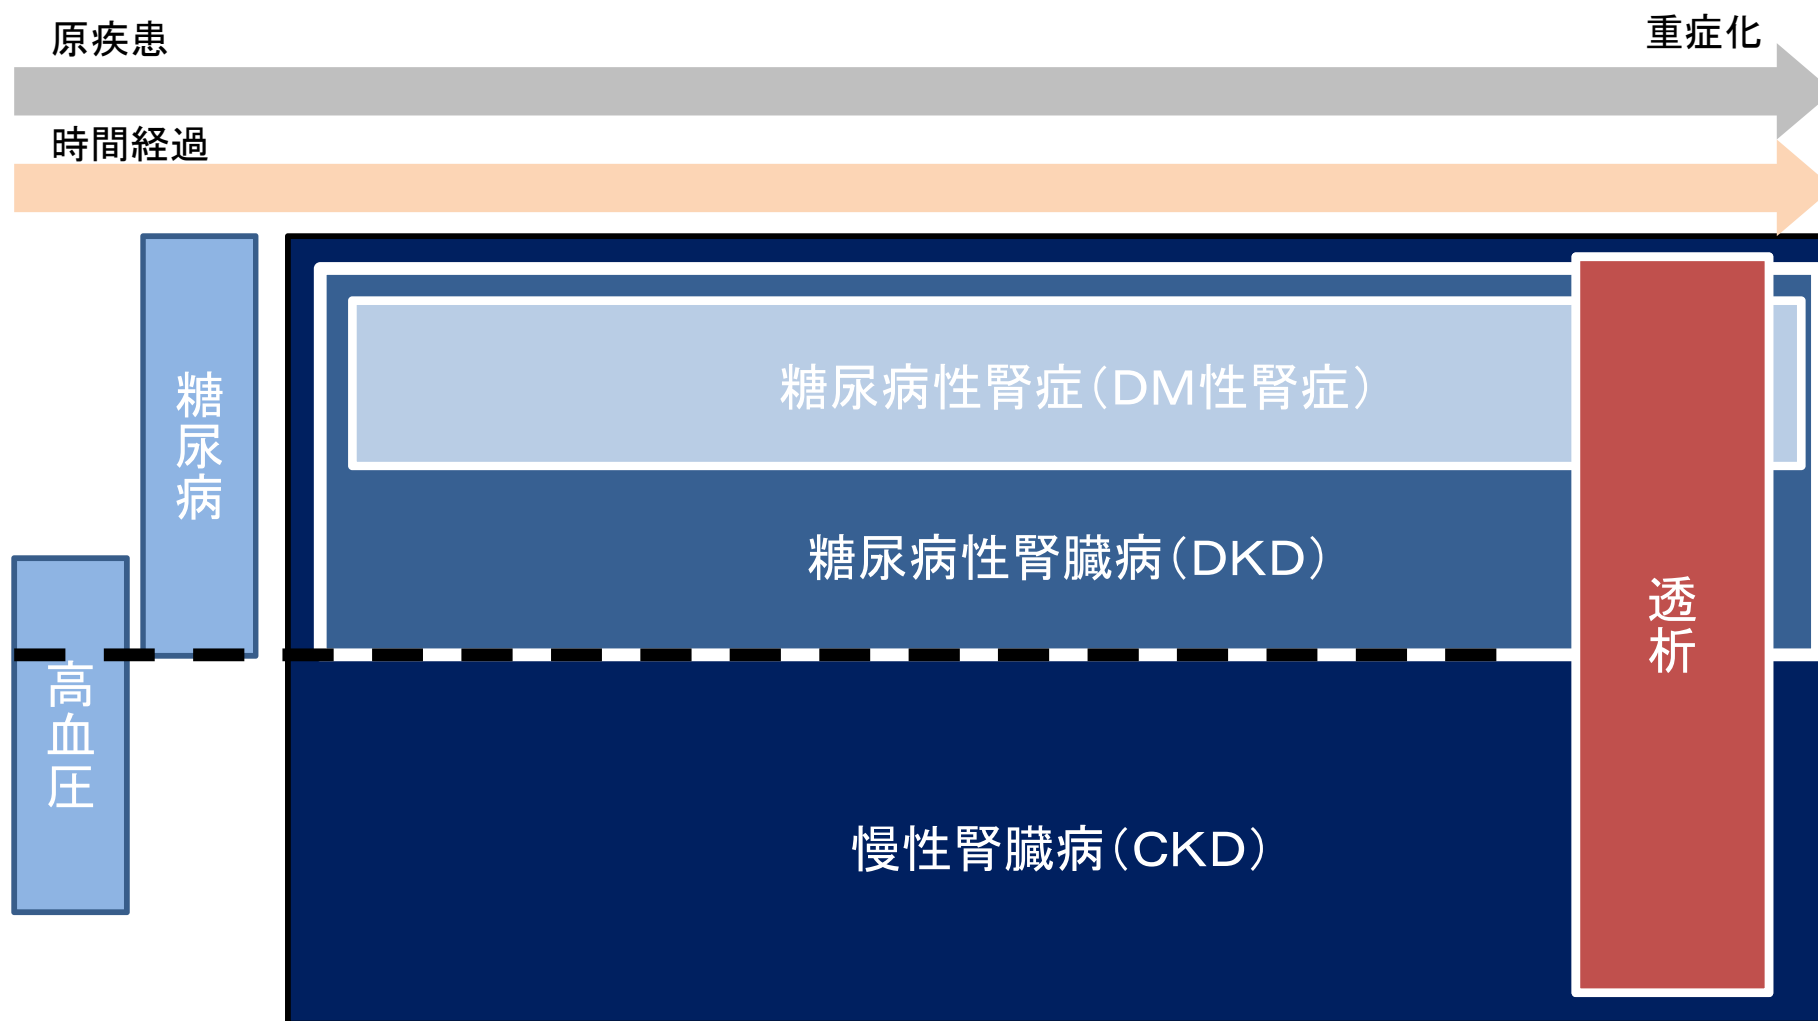 原疾患
重症化
時間経過
糖尿病
高血圧
糖尿病性腎症（DM性腎症）
糖尿病性腎臓病（DKD）
慢性腎臓病（CKD）
透析